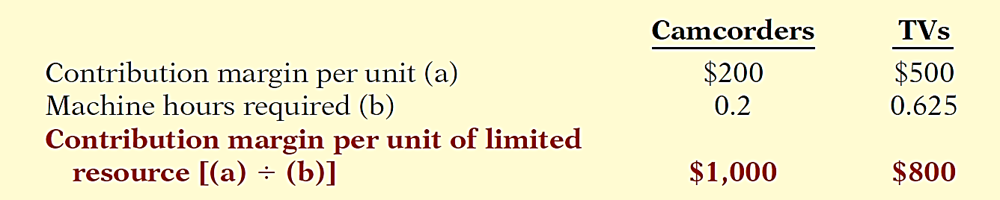 Camcorders TVs
Contribution margin per unit (a) $200 $500
Machine hours required (b) 0.2 0.625
Contribution margin per unit of limited
resource [(a) ÷ (b)] $1,000 $800